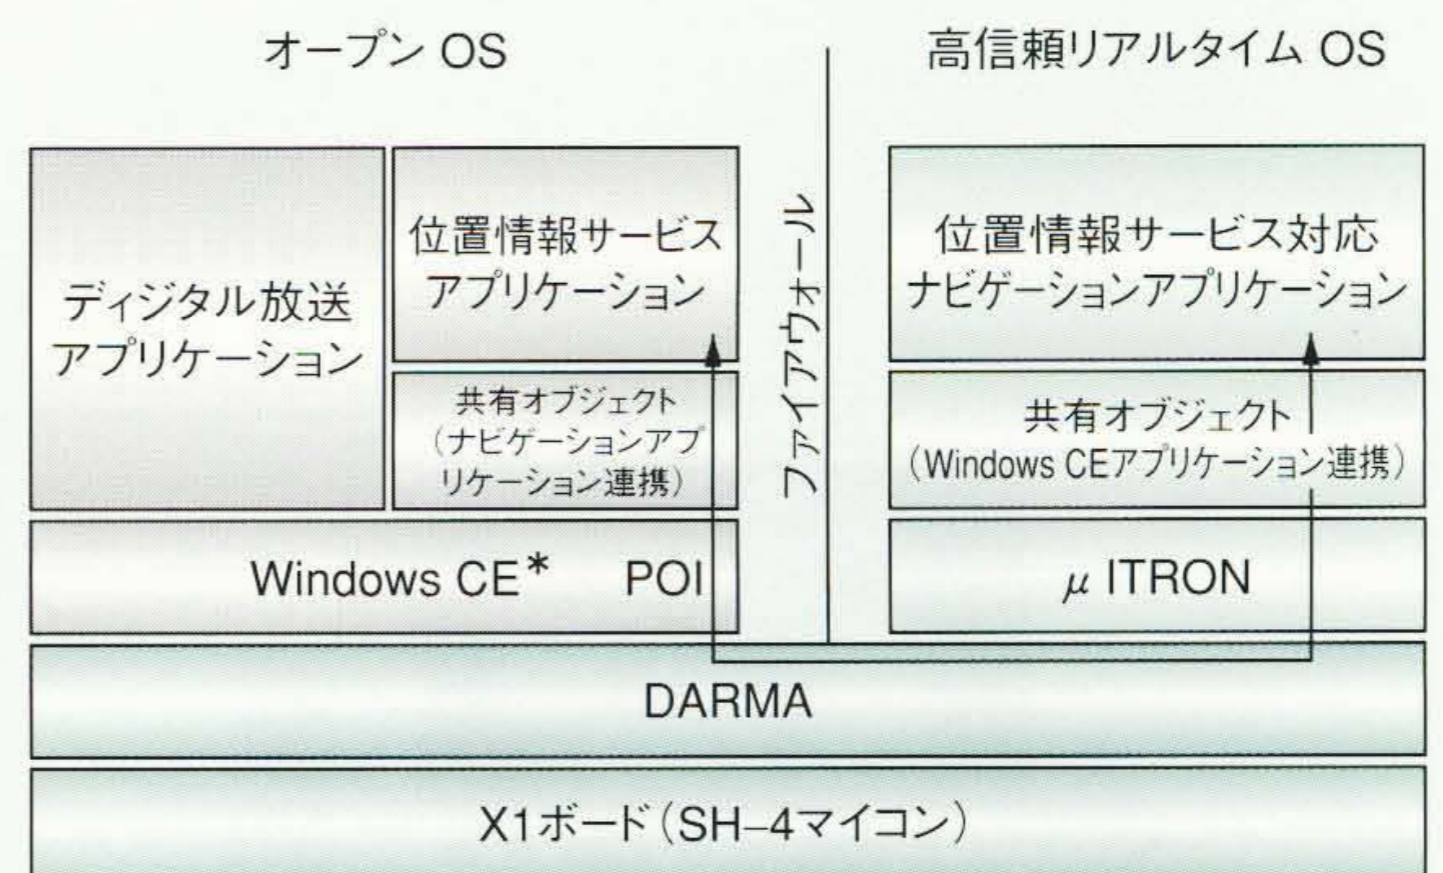 オープン OS
高信頼リアルタイム OS
ディジタル放送
アプリケーション
位置情報サービス
アプリケーション
共有オブジェクト
（ナビゲーションアプ
リケーション連携）
Windows CE* POI
ファイアウォール
位置情報サービス対応
ナビゲーションアプリケーション
共有オブジェクト
（Windows CEアプリケーション連携）
μ ITRON
DARMA
X1ボード（SH–4マイコン）